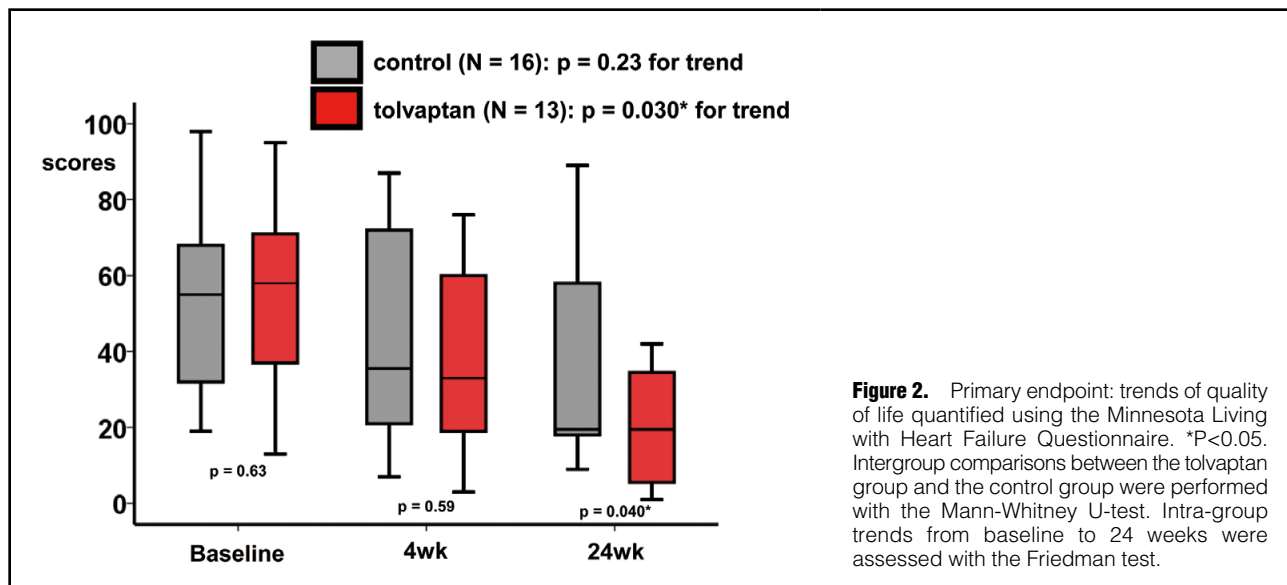 control (N = 16): p = 0.23 for trend
tolvaptan (N = 13): p = 0.030* for trend
100
scores
80
60
40
20
0
p = 0.63
p = 0.59
p = 0.040*
Baseline
4wk
24wk
Figure 2. Primary endpoint: trends of quality
of life quantified using the Minnesota Living
with Heart Failure Questionnaire. *P<0.05.
Intergroup comparisons between the tolvaptan
group and the control group were performed
with the Mann-Whitney U-test. Intra-group
trends from baseline to 24 weeks were
assessed with the Friedman test.